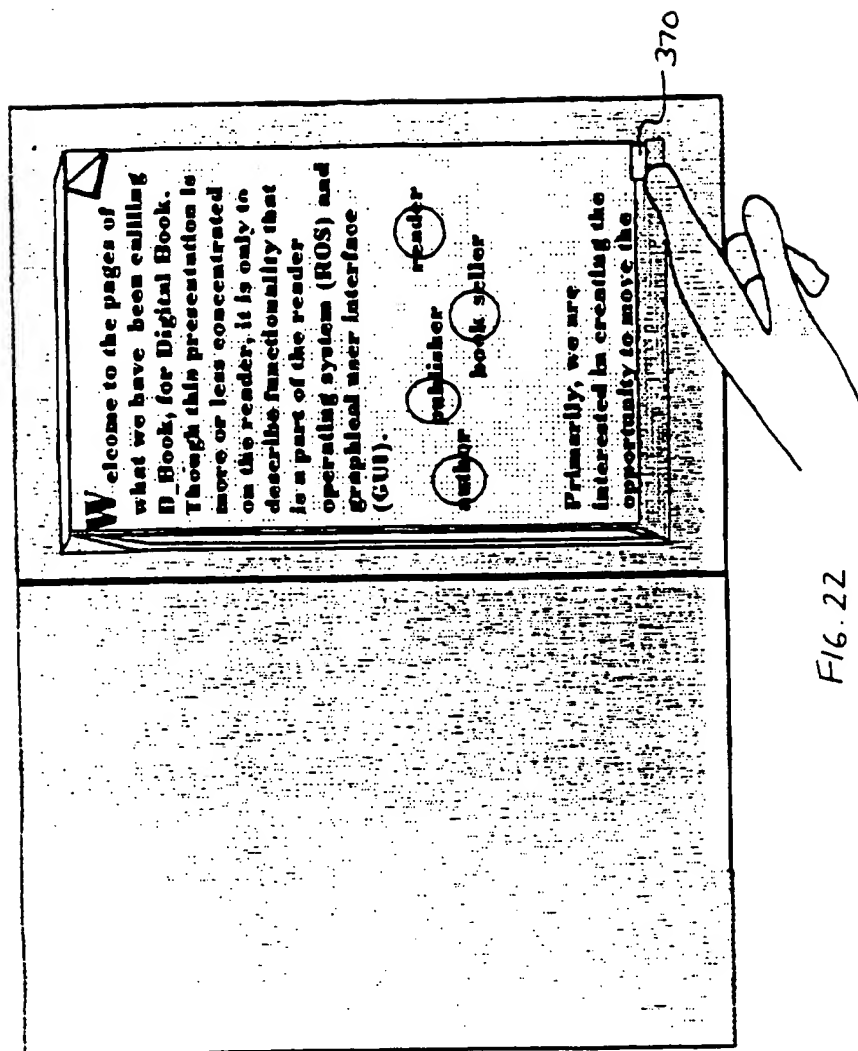 Welcome to the pages of
what we have been calling
D_Book, for Digital Book.
Though this presentation is
more or less concentrated
on the reader, it is only to
describe functionality that
is a part of the reader
operating system (ROS) and
graphical user interface
(GUI).
author publisher reader
book seller
Primarily, we are
interested in creating the
opportunity to move the
370
FIG. 22